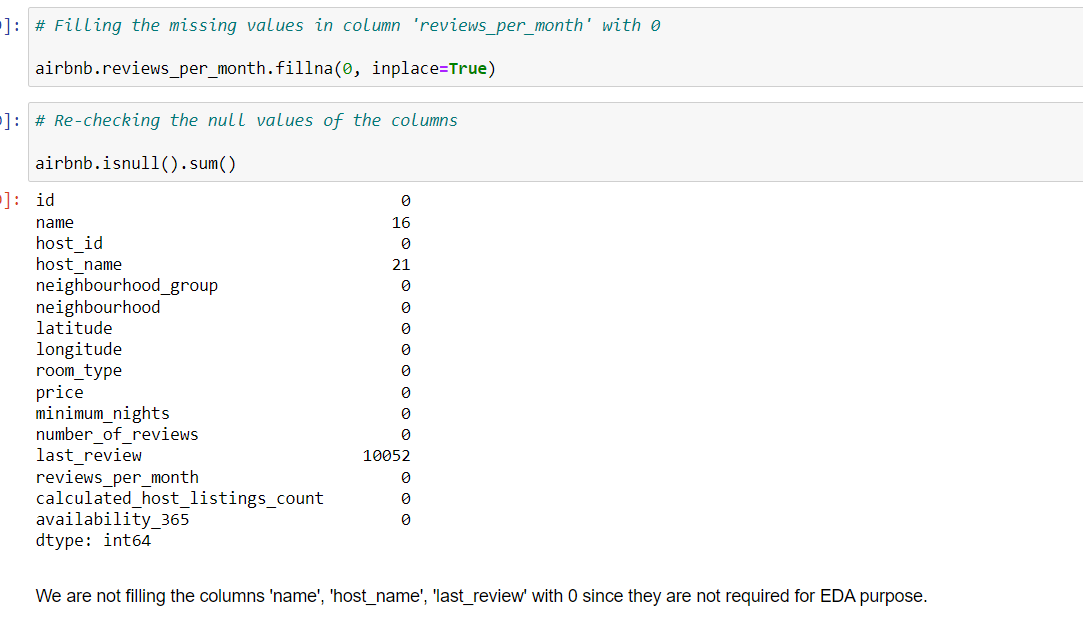 ]: # Filling the missing values in column 'reviews_per_month' with 0
airbnb.reviews_per_month.fillna(0, inplace=True)
]: # Re-checking the null values of the columns
airbnb.isnull().sum()
]: id 0
name 16
host_id 0
host_name 21
neighbourhood_group 0
neighbourhood 0
latitude 0
longitude 0
room_type 0
price 0
minimum_nights 0
number_of_reviews 0
last_review 10052
reviews_per_month 0
calculated_host_listings_count 0
availability_365 0
dtype: int64
We are not filling the columns 'name', 'host_name', 'last_review' with 0 since they are not required for EDA purpose.